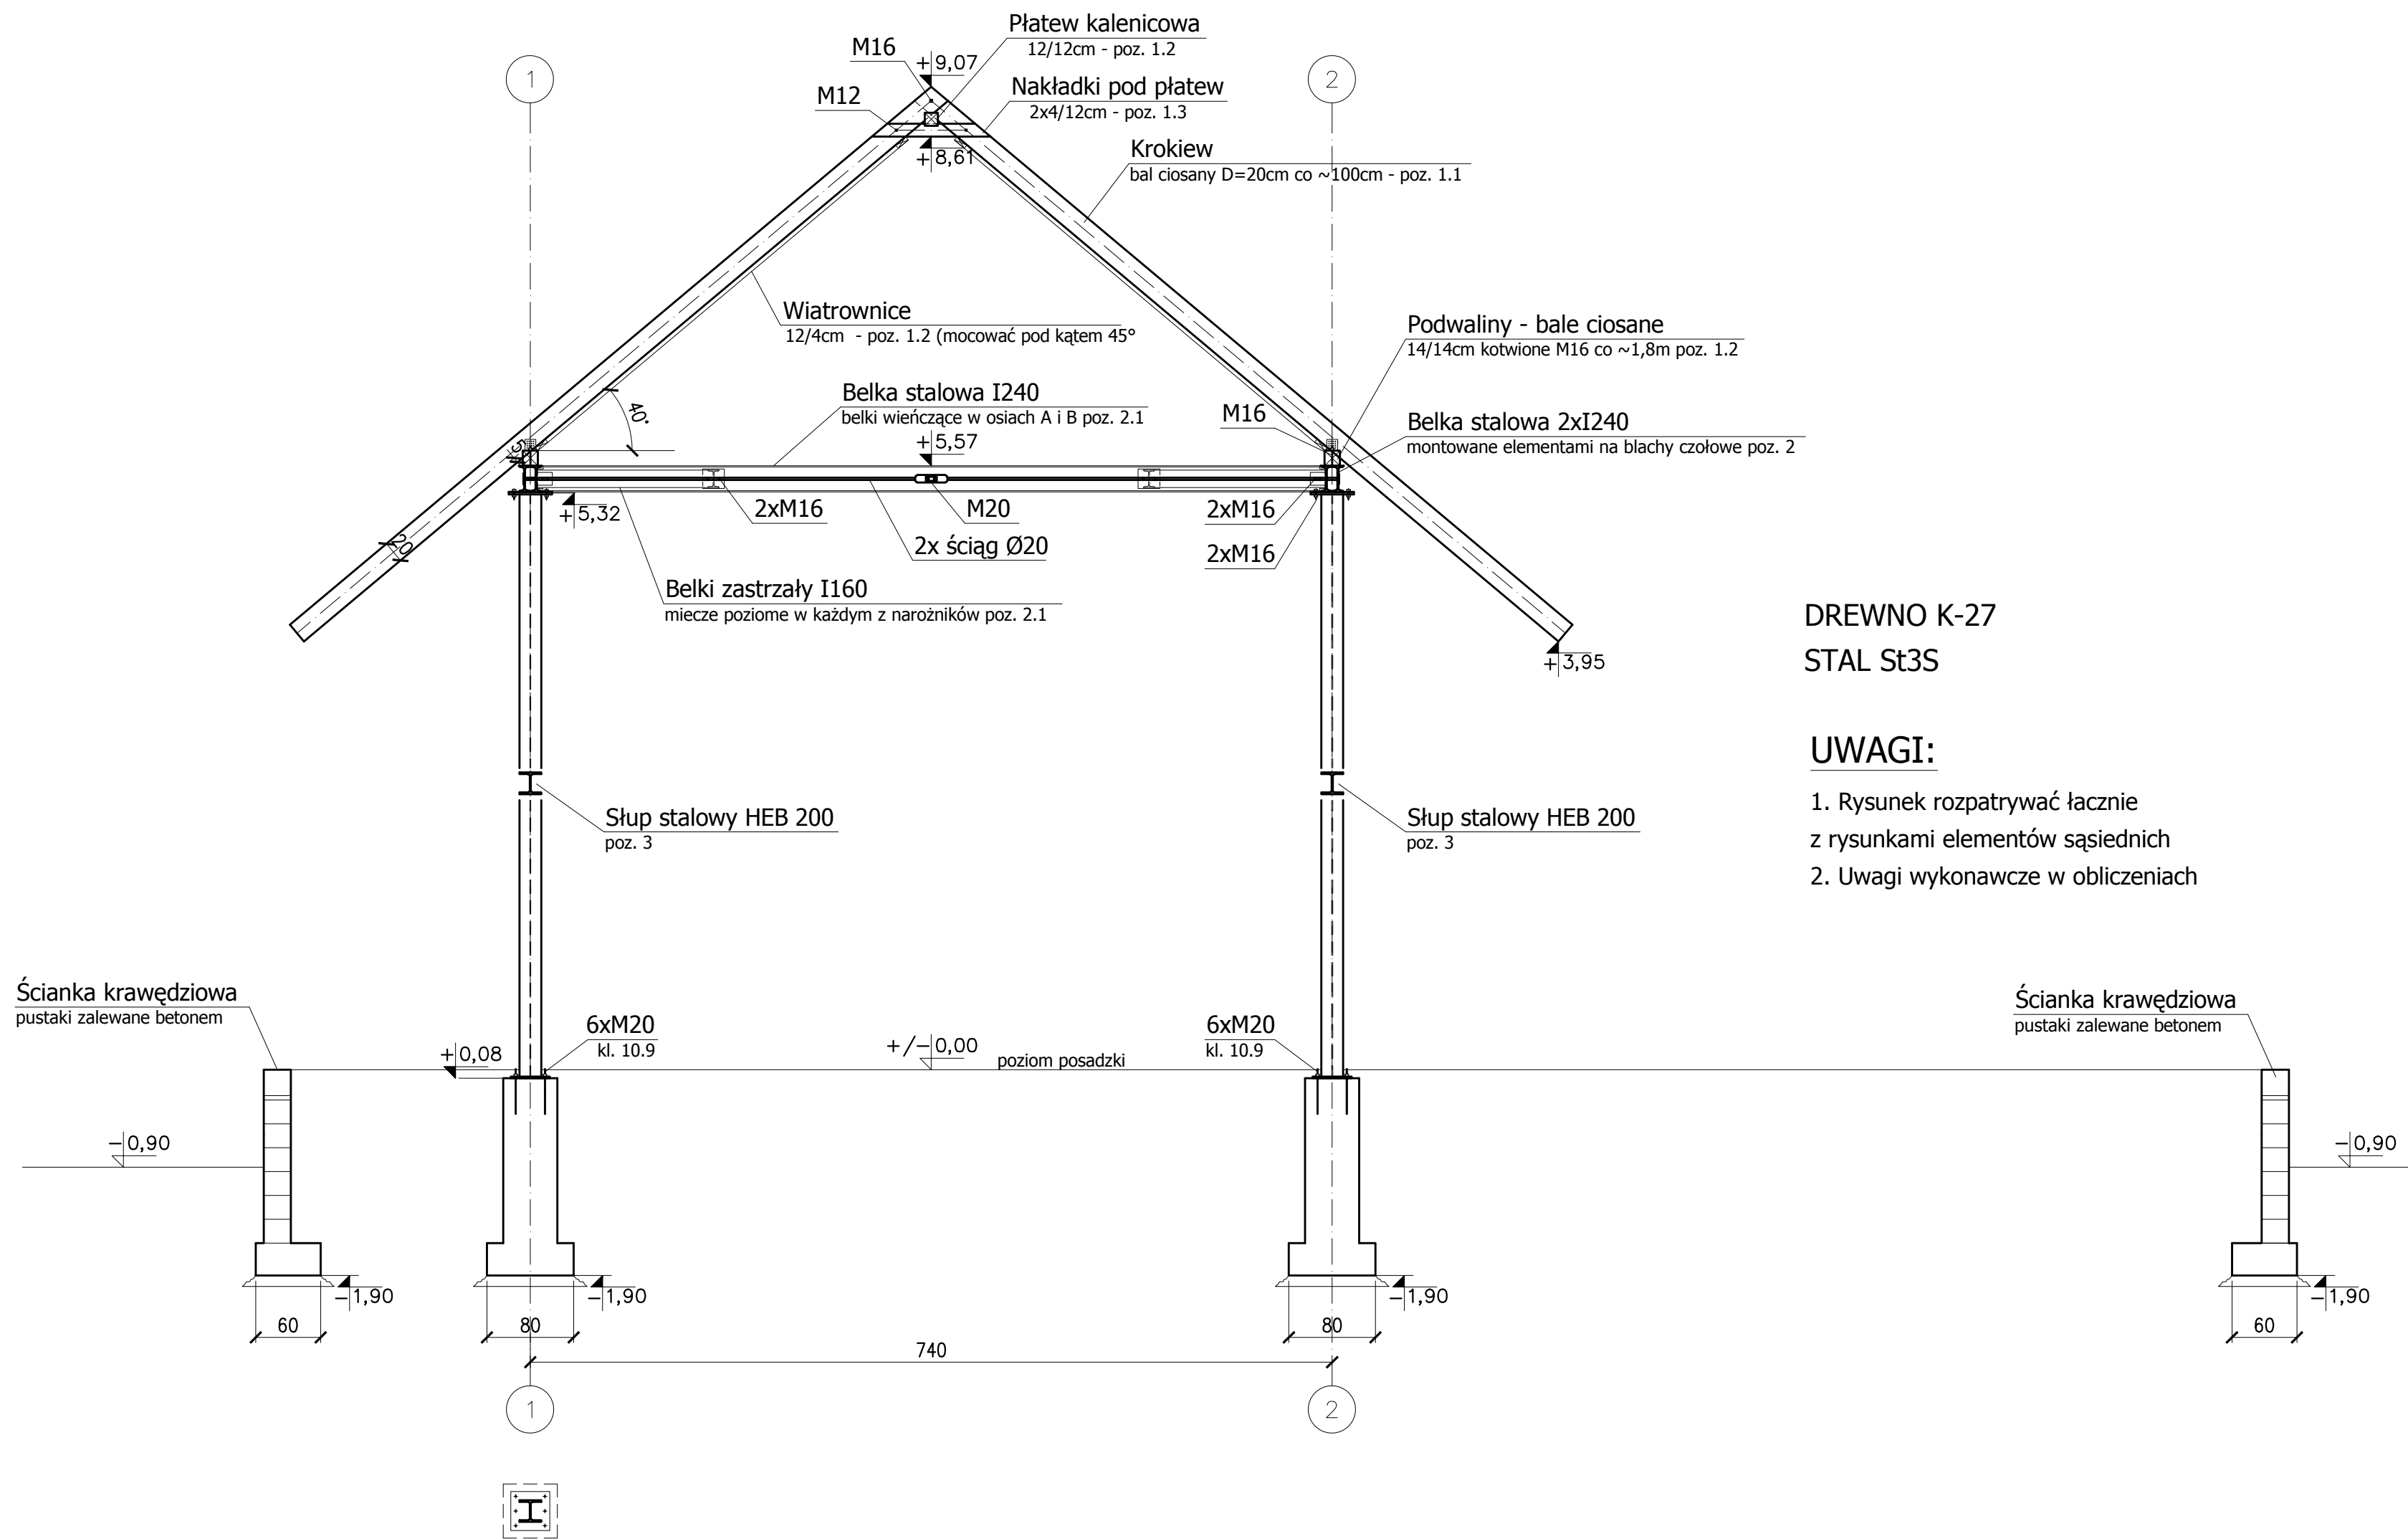 Płatew kalenicowa
12/12cm - poz. 1.2
M16
+9,07
1
2
Nakładki pod płatew
2x4/12cm - poz. 1.3
M12
+8,61
Krokiew
bal ciosany D=20cm co ~100cm - poz. 1.1
Wiatrownice
12/4cm - poz. 1.2 (mocować pod kątem 45°
Podwaliny - bale ciosane
14/14cm kotwione M16 co ~1,8m poz. 1.2
Belka stalowa I240
belki wieńczące w osiach A i B poz. 2.1
40°
M16
Belka stalowa 2xI240
montowane elementami na blachy czołowe poz. 2
+5,57
5
+5,32
2xM16
M20
2xM16
20
2x ściąg Ø20
2xM16
Belki zastrzały I160
miecze poziome w każdym z narożników poz. 2.1
+3,95
DREWNO K-27
STAL St3S
UWAGI:
1. Rysunek rozpatrywać łacznie
z rysunkami elementów sąsiednich
2. Uwagi wykonawcze w obliczeniach
Słup stalowy HEB 200
poz. 3
Słup stalowy HEB 200
poz. 3
Ścianka krawędziowa
pustaki zalewane betonem
Ścianka krawędziowa
pustaki zalewane betonem
6xM20
kl. 10.9
6xM20
kl. 10.9
+0,08
+/-0,00
poziom posadzki
-0,90
-0,90
-1,90
-1,90
-1,90
-1,90
60
80
80
60
740
1
2